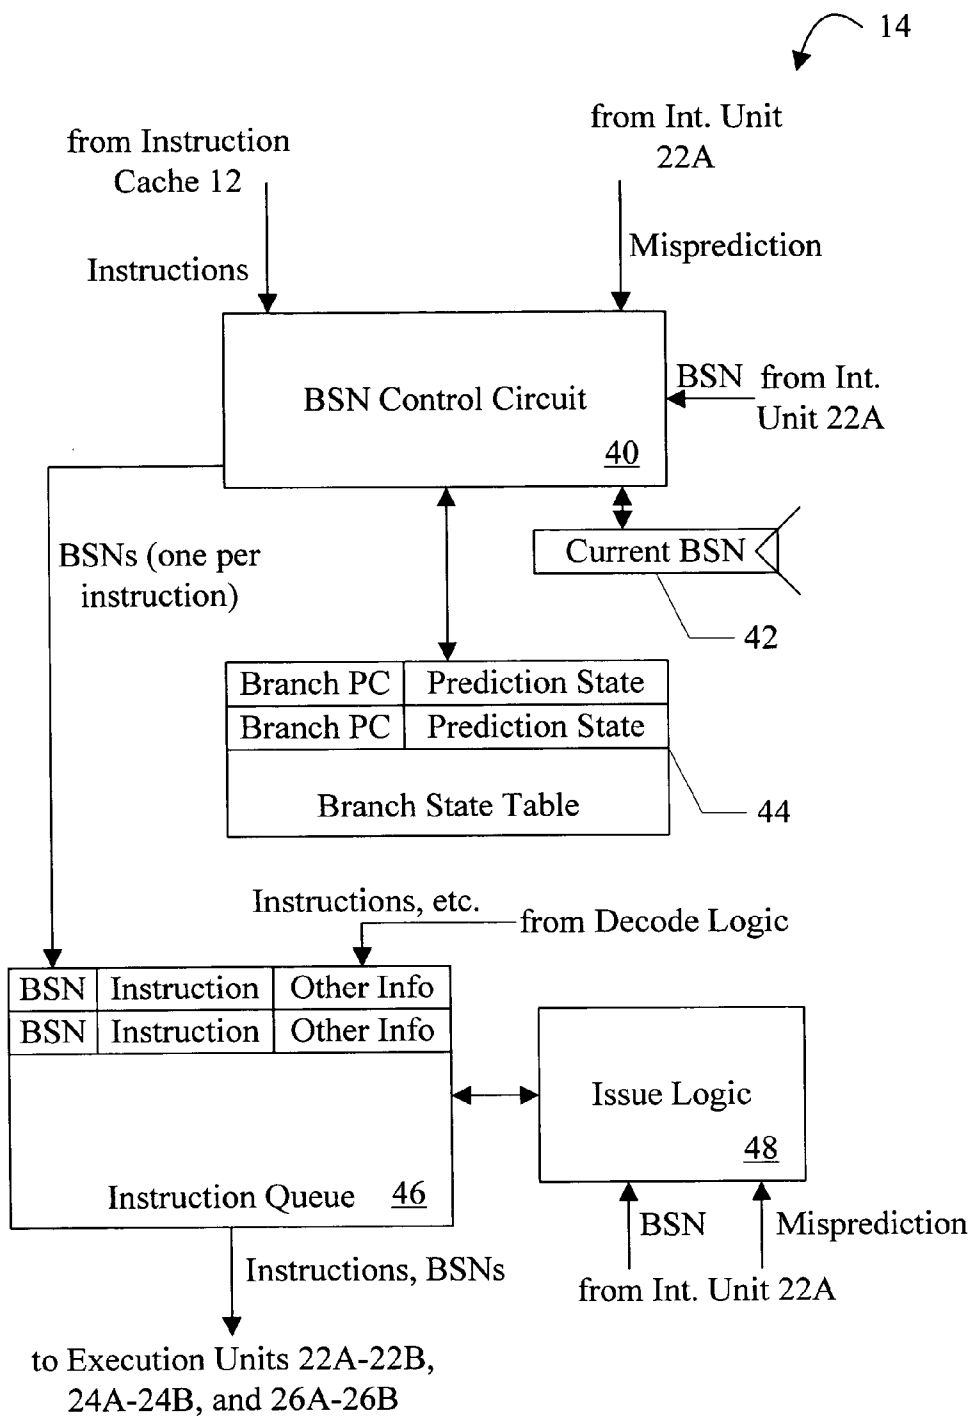 14
from Int. Unit
22A
from Instruction
Cache 12
Misprediction
Instructions
BSN Control Circuit
40
BSN from Int.
Unit 22A
BSNs (one per
instruction)
Current BSN
42
Branch PC Prediction State
Branch PC Prediction State
Branch State Table
44
Instructions, etc.
from Decode Logic
BSN Instruction Other Info
BSN Instruction Other Info
Issue Logic
48
Instruction Queue 46
BSN
Misprediction
from Int. Unit 22A
Instructions, BSNs
to Execution Units 22A-22B,
24A-24B, and 26A-26B